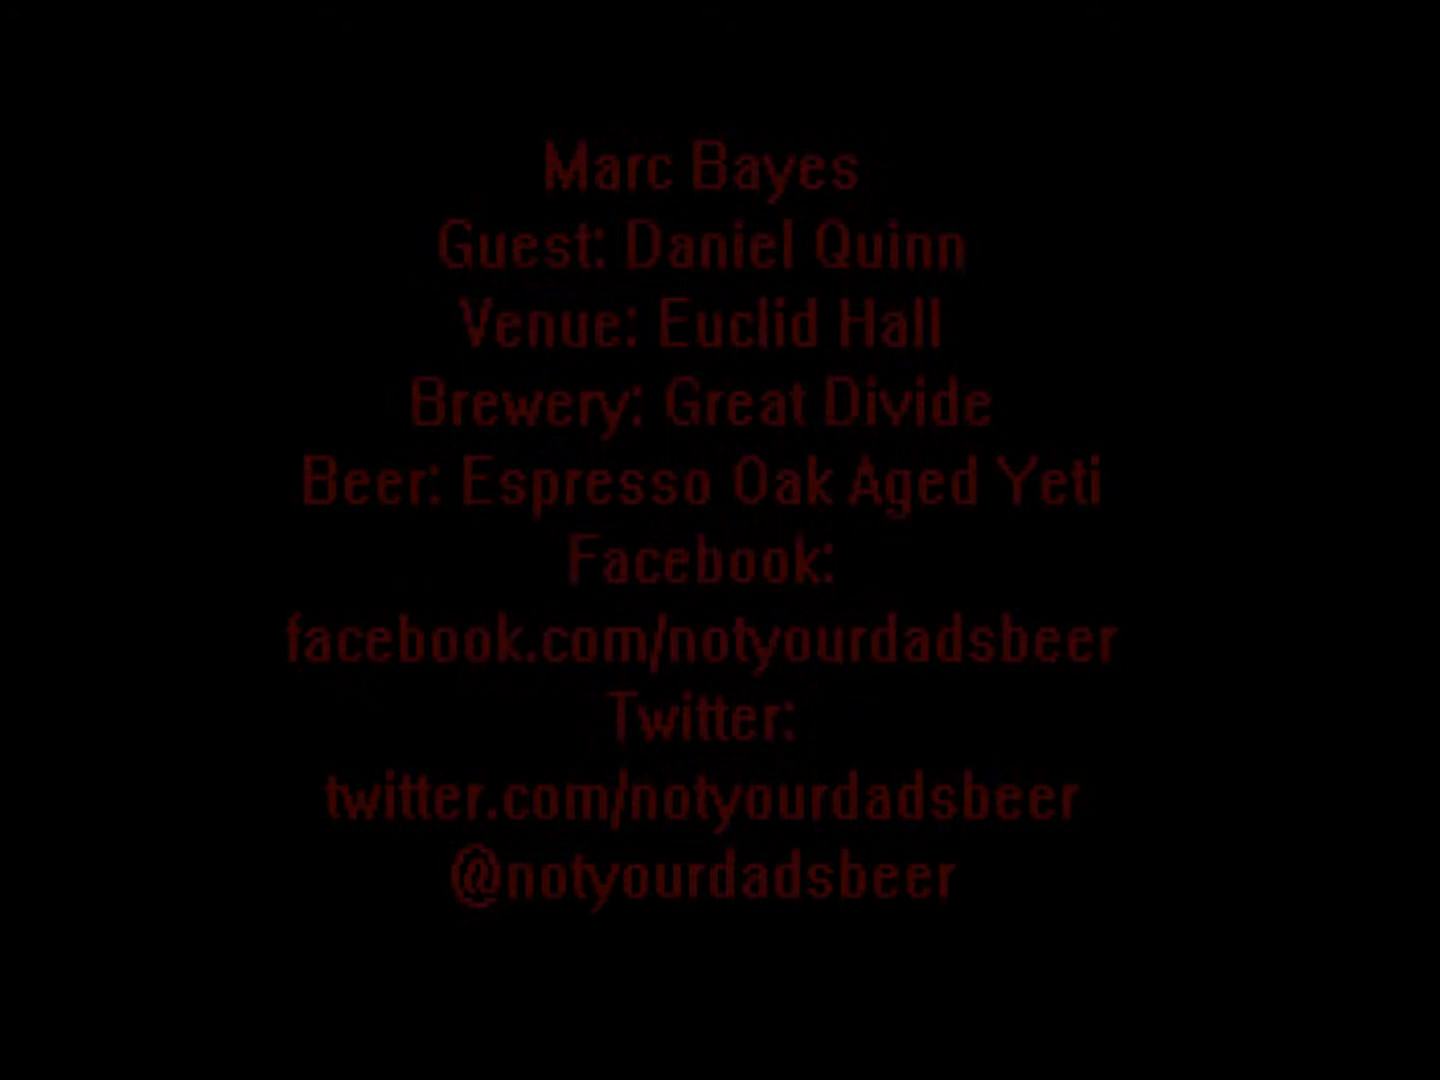 Marc Bayes
Guest: Daniel Quinn
Venue: Euclid Hall
Brewery: Great Divide
Beer: Espresso Oak Aged Yeti
Facebook:
facebook.com/notyourdadsbeer
Twitter:
twitter.com/notyourdadsbeer
@notyourdadsbeer